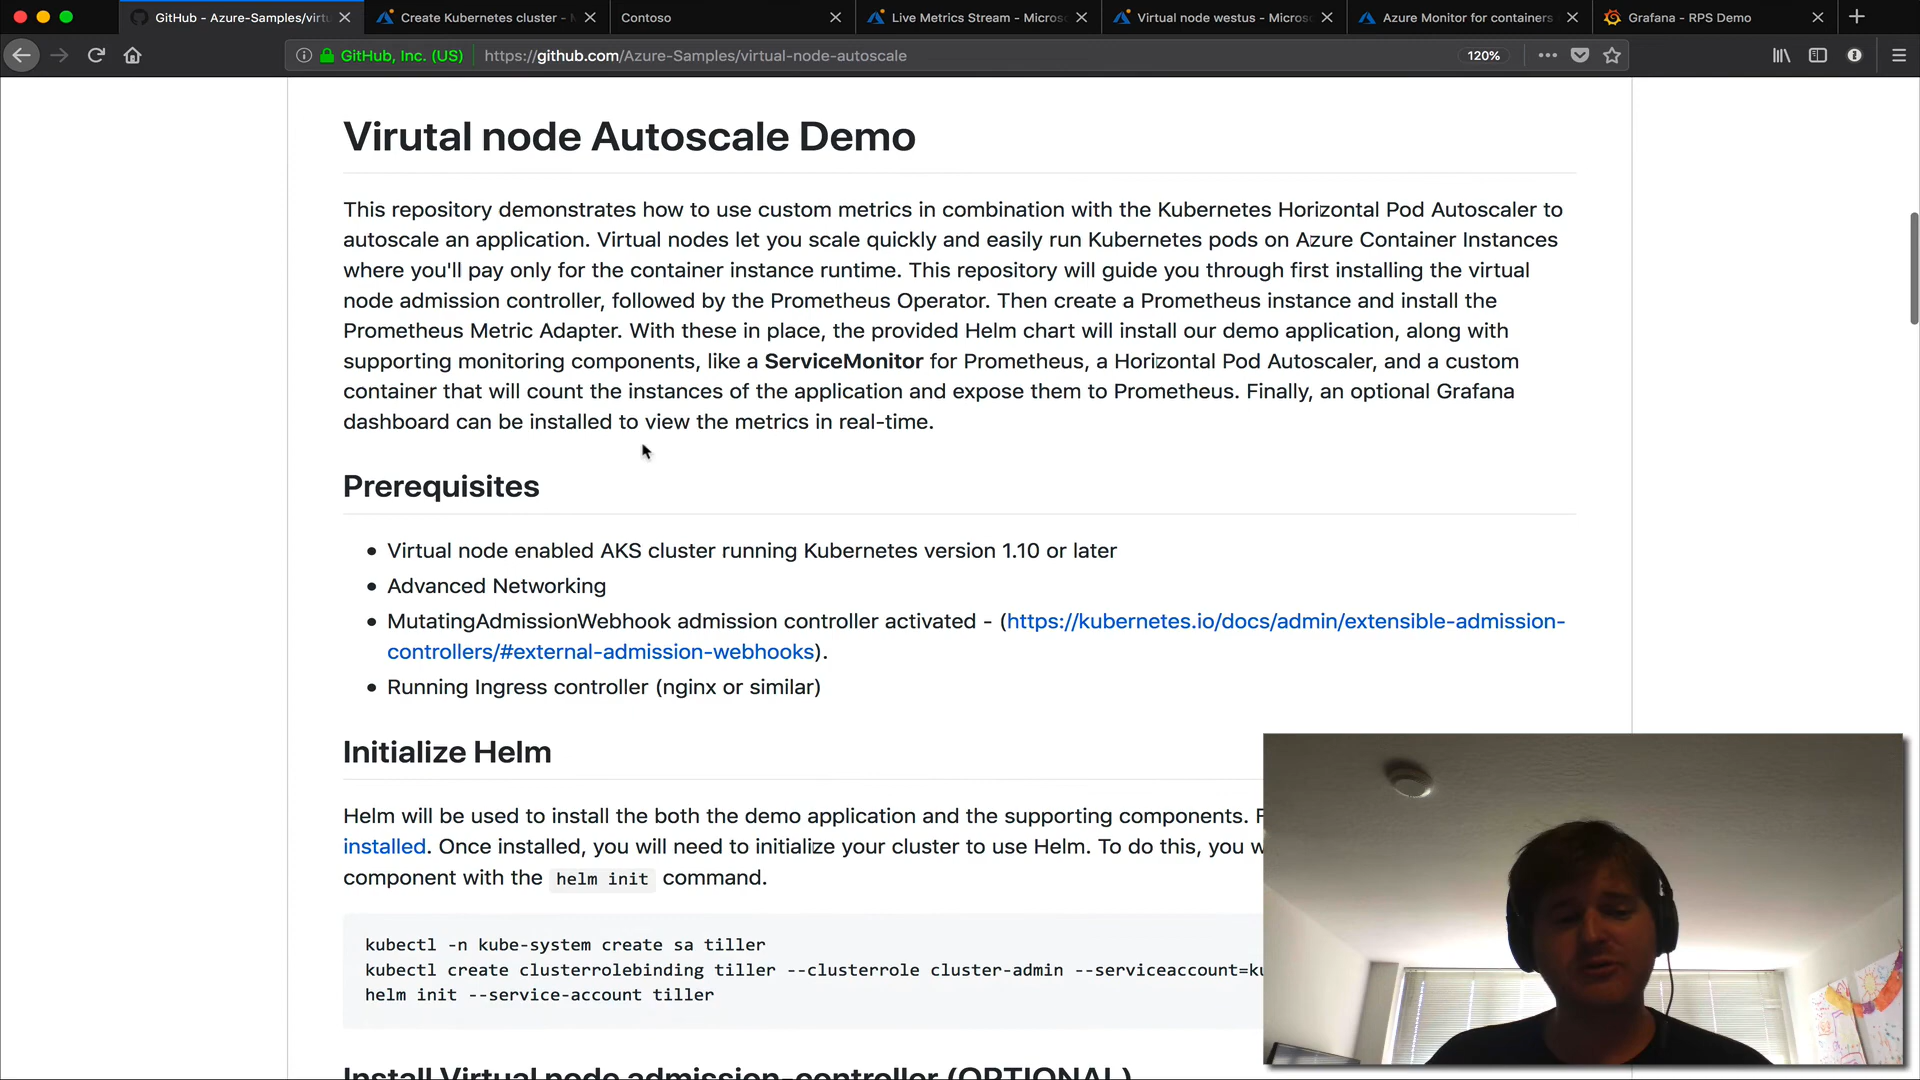 GitHub - Azure-Samples/virtu
Create Kubernetes cluster - M
Contoso
Live Metrics Stream - Microso
Virtual node westus - Microso
Azure Monitor for containers
Grafana - RPS Demo
GitHub, Inc. (US)
https://github.com/Azure-Samples/virtual-node-autoscale
120%
Virutal node Autoscale Demo
This repository demonstrates how to use custom metrics in combination with the Kubernetes Horizontal Pod Autoscaler to
autoscale an application. Virtual nodes let you scale quickly and easily run Kubernetes pods on Azure Container Instances
where you'll pay only for the container instance runtime. This repository will guide you through first installing the virtual
node admission controller, followed by the Prometheus Operator. Then create a Prometheus instance and install the
Prometheus Metric Adapter. With these in place, the provided Helm chart will install our demo application, along with
supporting monitoring components, like a ServiceMonitor for Prometheus, a Horizontal Pod Autoscaler, and a custom
container that will count the instances of the application and expose them to Prometheus. Finally, an optional Grafana
dashboard can be installed to view the metrics in real-time.
Prerequisites
• Virtual node enabled AKS cluster running Kubernetes version 1.10 or later
• Advanced Networking
• MutatingAdmissionWebhook admission controller activated - (https://kubernetes.io/docs/admin/extensible-admission-
controllers/#external-admission-webhooks).
• Running Ingress controller (nginx or similar)
Initialize Helm
Helm will be used to install the both the demo application and the supporting components.
installed. Once installed, you will need to initialize your cluster to use Helm. To do this, you w
component with the helm init command.
kubectl -n kube-system create sa tiller
kubectl create clusterrolebinding tiller --clusterrole cluster-admin --serviceaccount=ku
helm init --service-account tiller
Install Virtual node admission-controller (OPTIONAL)